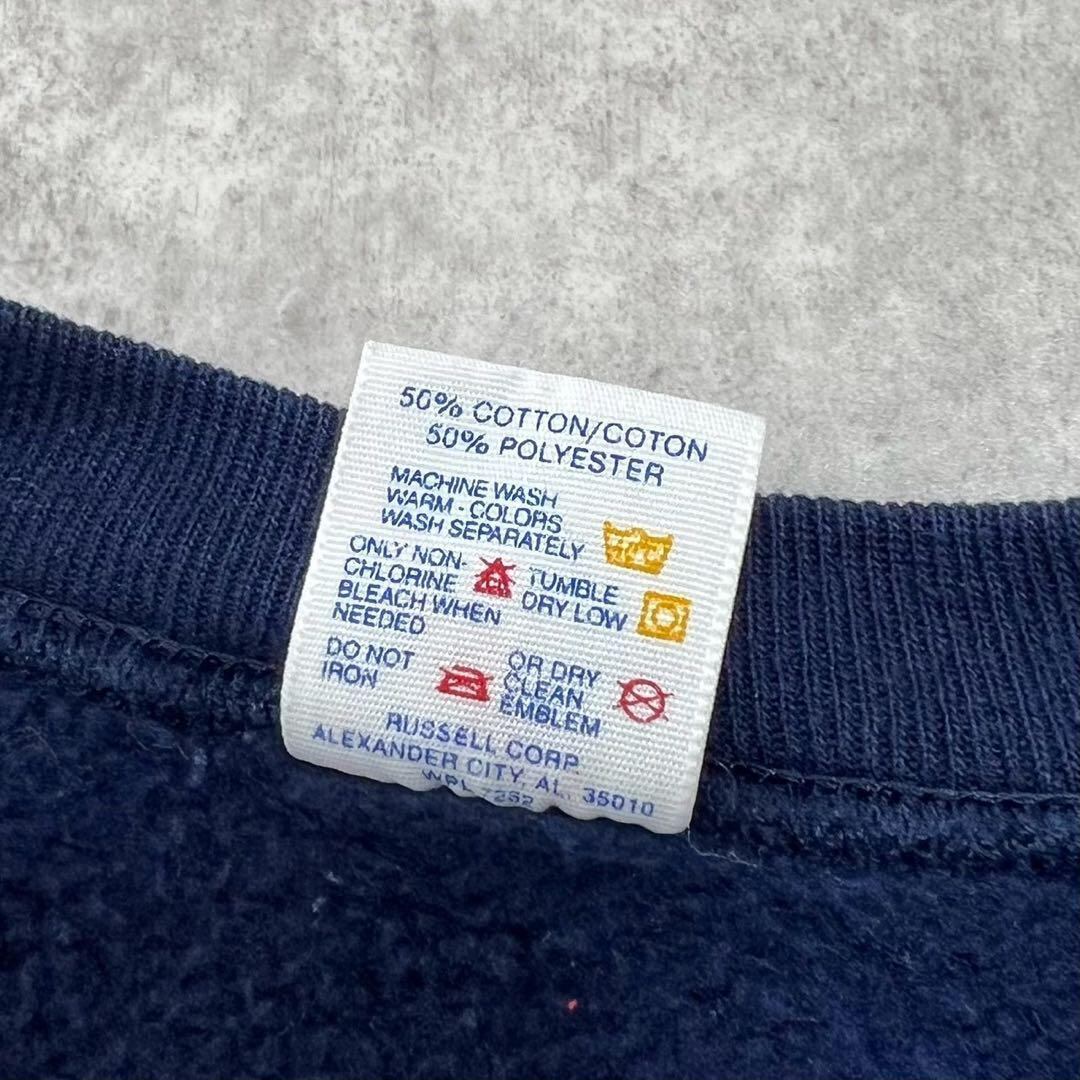 50% COTTON/COTON
50% POLYESTER
MACHINE WASH
WARM - COLORS
WASH SEPARATELY
ONLY NON-
CHLORINE
BLEACH WHEN
NEEDED
TUMBLE
DRY LOW
DO NOT
IRON
OR DRY
CLEAN
EMBLEM
RUSSELL CORP
ALEXANDER CITY, AL. 35010